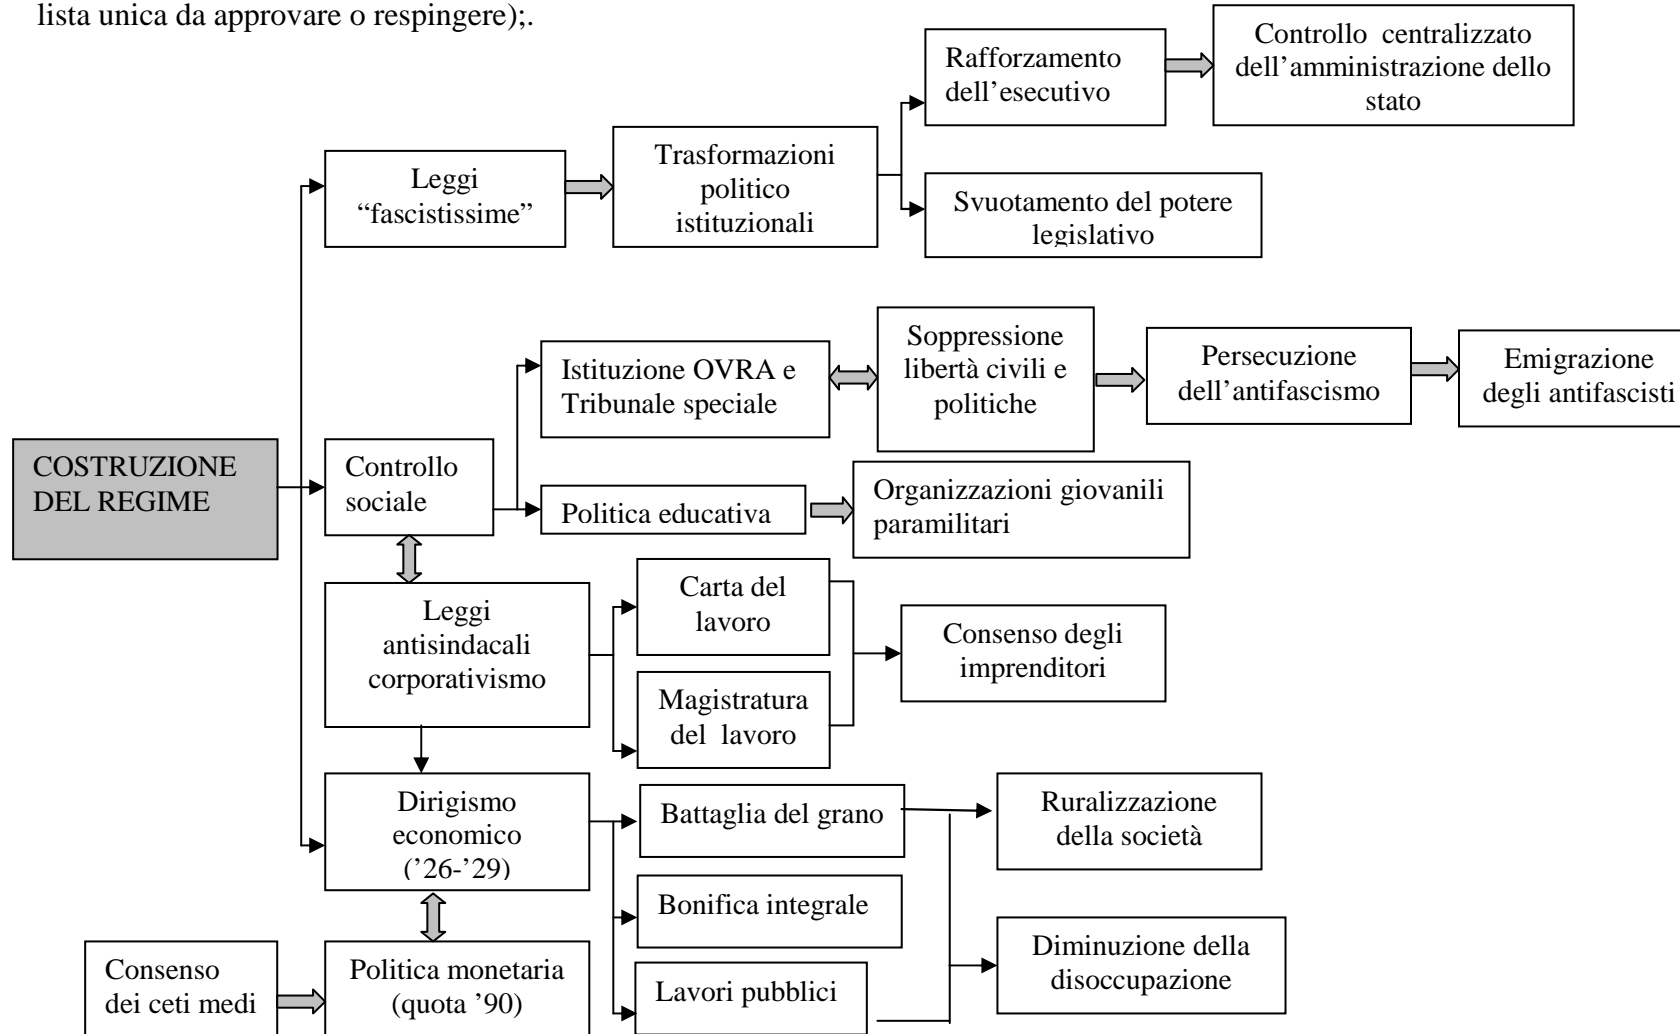 lista unica da approvare o respingere);.
Rafforzamento
dell’esecutivo
Controllo  centralizzato
dell’amministrazione dello
stato
Leggi
“fascistissime”
Trasformazioni
politico
istituzionali
Svuotamento del potere
legislativo
Istituzione OVRA e
Tribunale speciale
Soppressione
libertà civili e
politiche
Persecuzione
dell’antifascismo
Emigrazione
degli antifascisti
COSTRUZIONE
DEL REGIME
Controllo
sociale
Politica educativa
Organizzazioni giovanili
paramilitari
Leggi
antisindacali
corporativismo
Carta del
lavoro
Magistratura
del  lavoro
Consenso degli
imprenditori
Dirigismo
economico
(’26-’29)
Battaglia del grano
Ruralizzazione
della società
Bonifica integrale
Diminuzione della
disoccupazione
Lavori pubblici
Consenso
dei ceti medi
Politica monetaria
(quota ’90)